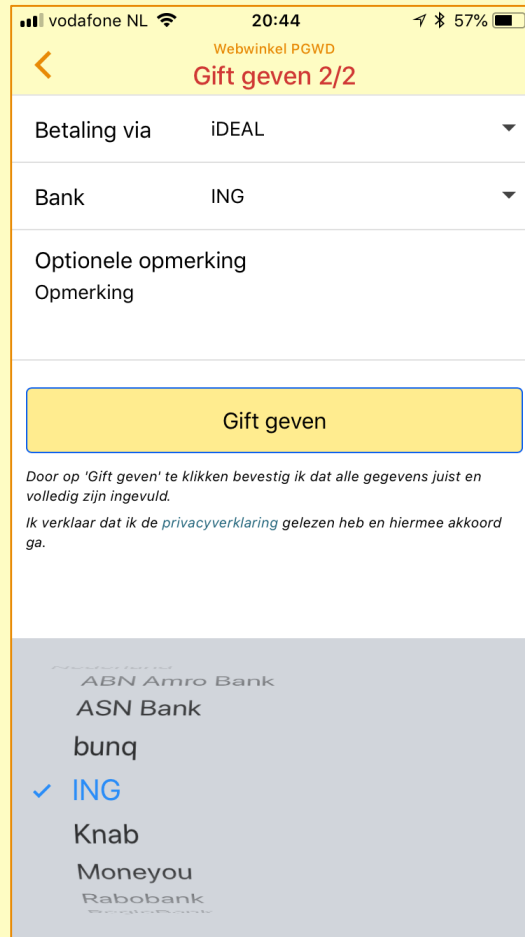 vodafone NL 20:44 57%
Webwinkel PGWD
Gift geven 2/2
Betaling via iDEAL
Bank ING
Optionele opmerking
Opmerking
Gift geven
Door op 'Gift geven' te klikken bevestig ik dat alle gegevens juist en
volledig zijn ingevuld.
Ik verklaar dat ik de privacyverklaring gelezen heb en hiermee akkoord
ga.
Nederland
ABN Amro Bank
ASN Bank
bunq
ING
Knab
Moneyou
Rabobank
RegioBank